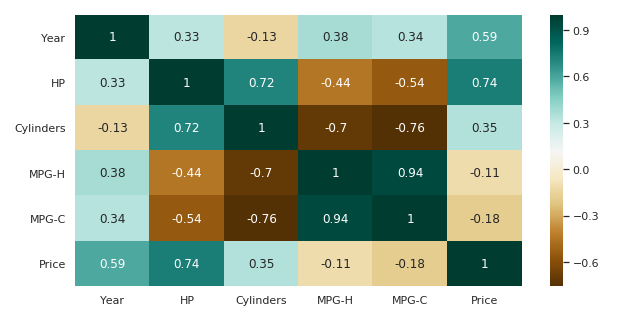 Year 1 0.33 -0.13 0.38 0.34 0.59
HP 0.33 1 0.72 -0.44 -0.54 0.74
Cylinders -0.13 0.72 1 -0.7 -0.76 0.35
MPG-H 0.38 -0.44 -0.7 1 0.94 -0.11
MPG-C 0.34 -0.54 -0.76 0.94 1 -0.18
Price 0.59 0.74 0.35 -0.11 -0.18 1
Year HP Cylinders MPG-H MPG-C Price
0.9
0.6
0.3
0.0
−0.3
−0.6